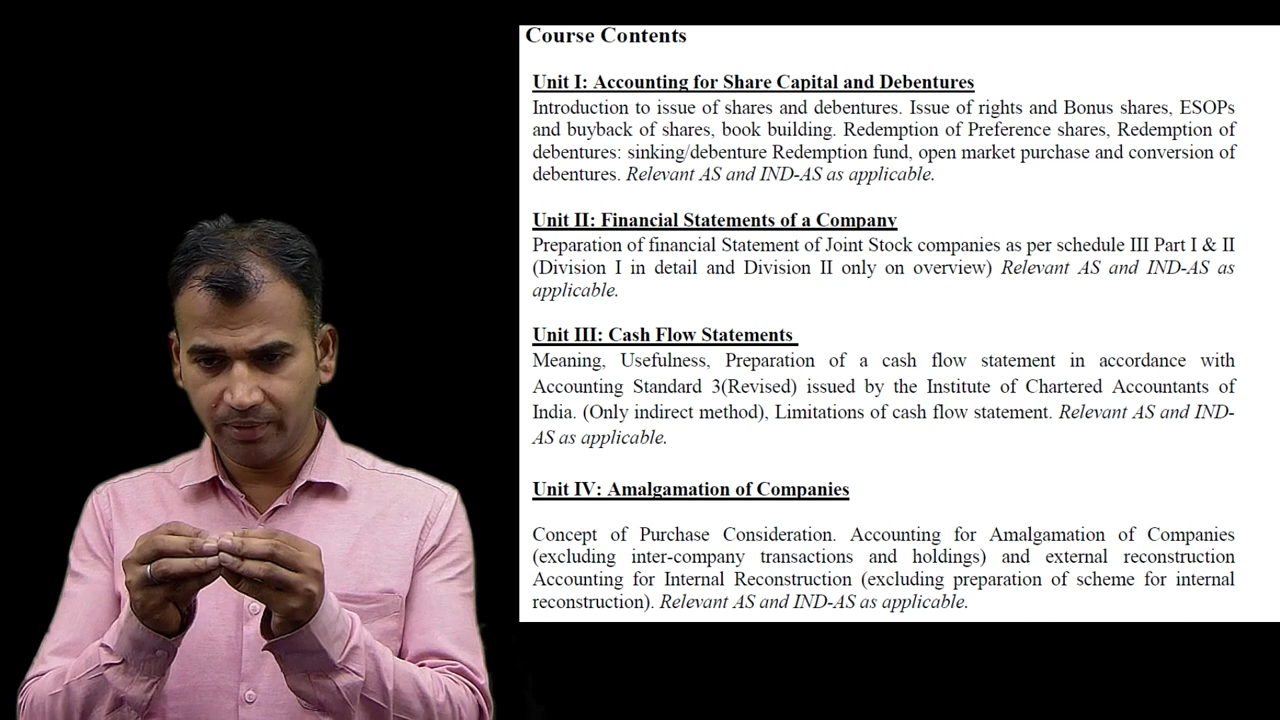 Course Contents
Unit I: Accounting for Share Capital and Debentures
Introduction to issue of shares and debentures. Issue of rights and Bonus shares, ESOPs
and buyback of shares, book building. Redemption of Preference shares, Redemption of
debentures: sinking/debenture Redemption fund, open market purchase and conversion of
debentures. Relevant AS and IND-AS as applicable.
Unit II: Financial Statements of a Company
Preparation of financial Statement of Joint Stock companies as per schedule III Part I & II
(Division I in detail and Division II only on overview) Relevant AS and IND-AS as
applicable.
Unit III: Cash Flow Statements
Meaning, Usefulness, Preparation of a cash flow statement in accordance with
Accounting Standard 3(Revised) issued by the Institute of Chartered Accountants of
India. (Only indirect method), Limitations of cash flow statement. Relevant AS and IND-
AS as applicable.
Unit IV: Amalgamation of Companies
Concept of Purchase Consideration. Accounting for Amalgamation of Companies
(excluding inter-company transactions and holdings) and external reconstruction
Accounting for Internal Reconstruction (excluding preparation of scheme for internal
reconstruction). Relevant AS and IND-AS as applicable.